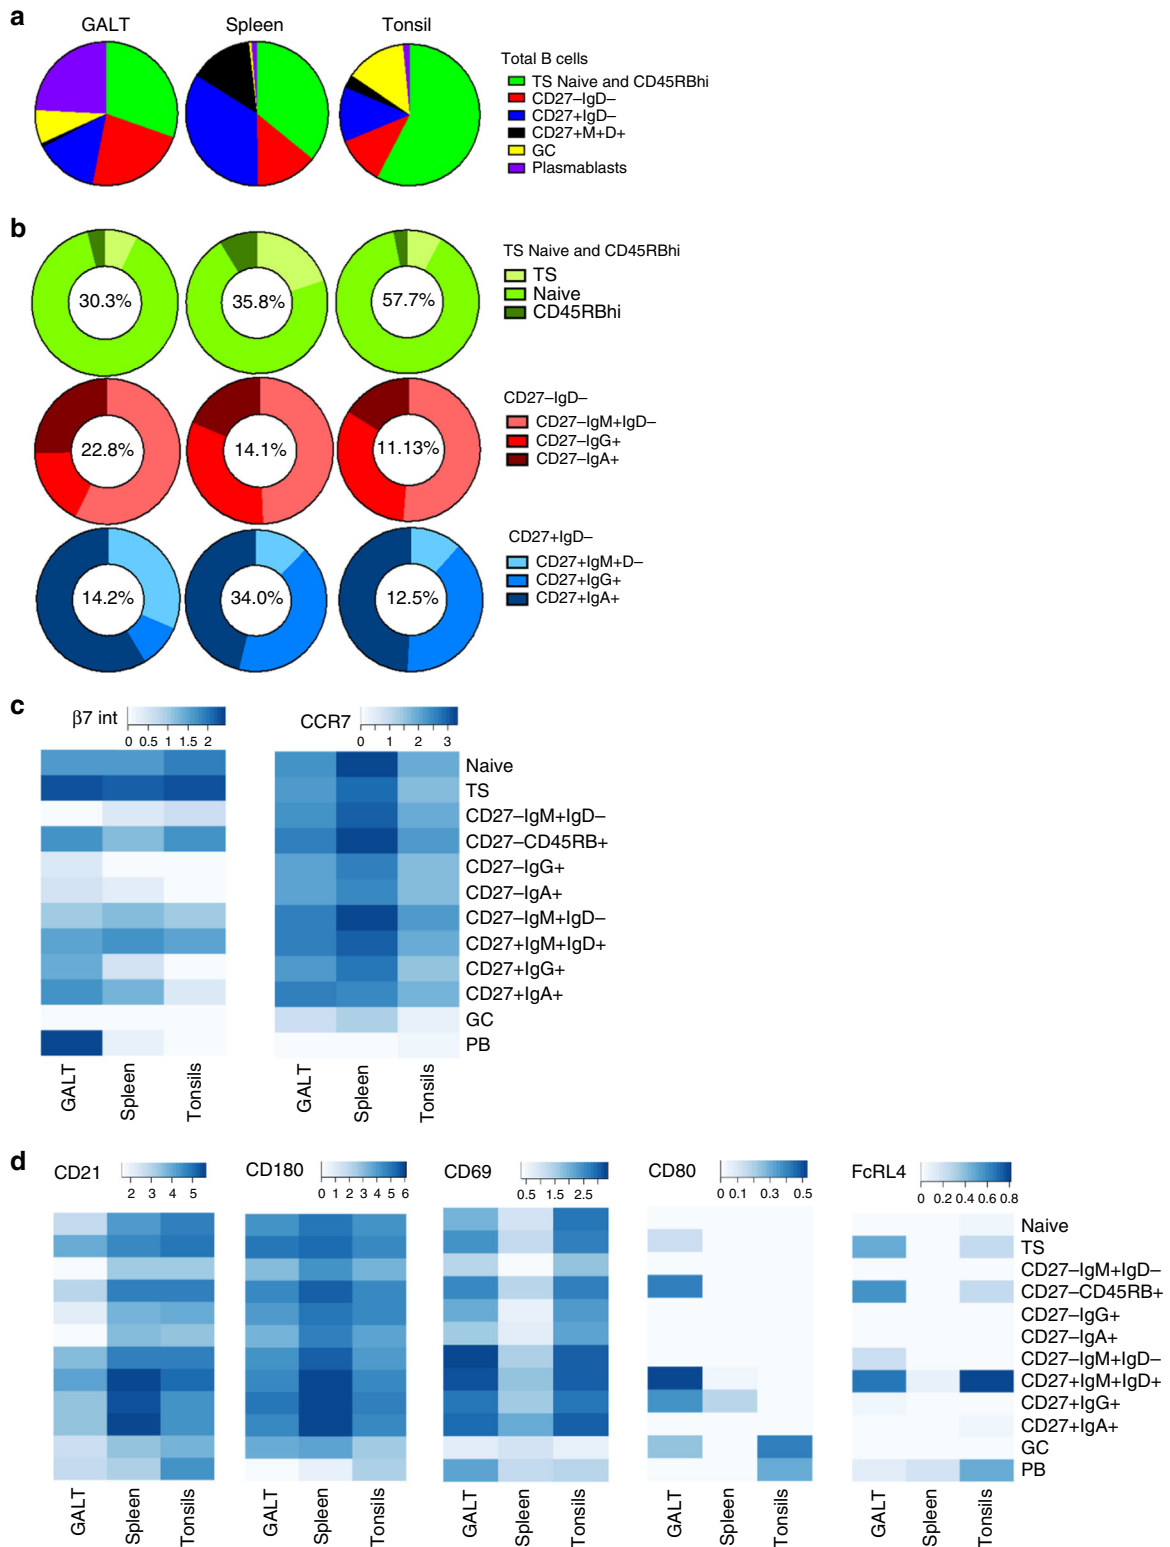 a
GALT
Spleen
Tonsil
Total B cells
TS Naive and CD45RBhi
CD27–IgD–
CD27+IgD–
CD27+M+D+
GC
Plasmablasts
b
30.3%
35.8%
57.7%
TS Naive and CD45RBhi
TS
Naive
CD45RBhi
22.8%
14.1%
11.13%
CD27–IgD–
CD27–IgM+IgD–
CD27–IgG+
CD27–IgA+
14.2%
34.0%
12.5%
CD27+IgD–
CD27+IgM+D–
CD27+IgG+
CD27+IgA+
c
β7 int
0 0.5 1 1.5 2
CCR7
0 1 2 3
Naive
TS
CD27–IgM+IgD–
CD27–CD45RB+
CD27–IgG+
CD27–IgA+
CD27–IgM+IgD–
CD27+IgM+IgD+
CD27+IgG+
CD27+IgA+
GC
PB
GALT
Spleen
Tonsils
GALT
Spleen
Tonsils
d
CD21
2 3 4 5
CD180
0 1 2 3 4 5 6
CD69
0.5 1.5 2.5
CD80
0 0.1 0.3 0.5
FcRL4
0 0.2 0.4 0.6 0.8
Naive
TS
CD27–IgM+IgD–
CD27–CD45RB+
CD27–IgG+
CD27–IgA+
CD27–IgM+IgD–
CD27+IgM+IgD+
CD27+IgG+
CD27+IgA+
GC
PB
GALT
Spleen
Tonsils
GALT
Spleen
Tonsils
GALT
Spleen
Tonsils
GALT
Spleen
Tonsils
GALT
Spleen
Tonsils